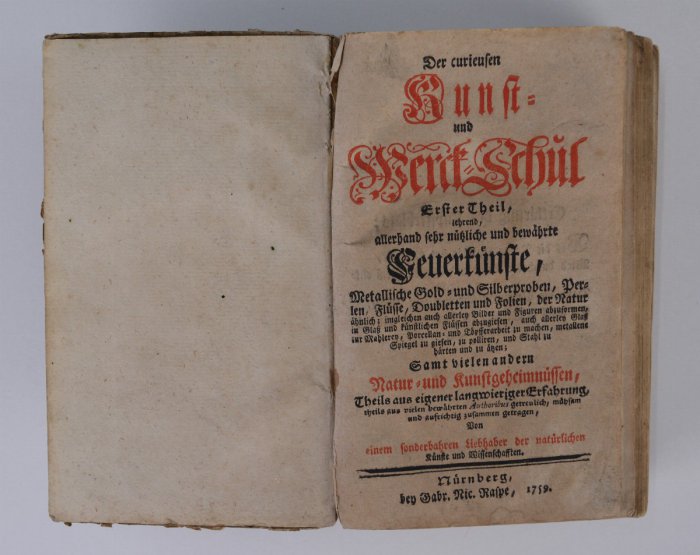 Der curieusen
Kunst-
und
Werck-Schul
Erster Theil,
lehrend,
allerhand sehr nützliche und bewährte
Feuerkünste,
Metallische Gold- und Silberproben, Per-
len, Flüsse, Doubletten und Folien, der Natur
ähnlich; imgleichen auch allerley Bilder und Figuren abzuformen,
in Glaß und künstlichen Flüssen abzugiesen, auch allerley Glaß
zur Mahlerey, Porcellan- und Töpfferarbeit zu machen, metallene
Spiegel zu giesen, zu polliren, und Stahl zu
härten und zu äzen;
Samt vielen andern
Natur- und Kunstgeheimnüssen,
Theils aus eigener langwieriger Erfahrung,
theils aus vielen bewährten Authoribus getreulich, mühsam
und aufrichtig zusammen getragen,
Von
einem sonderbahren Liebhaber der natürlichen
Künste und Wissenschafften.
Nürnberg,
bey Gabr. Nic. Raspe, 1759.